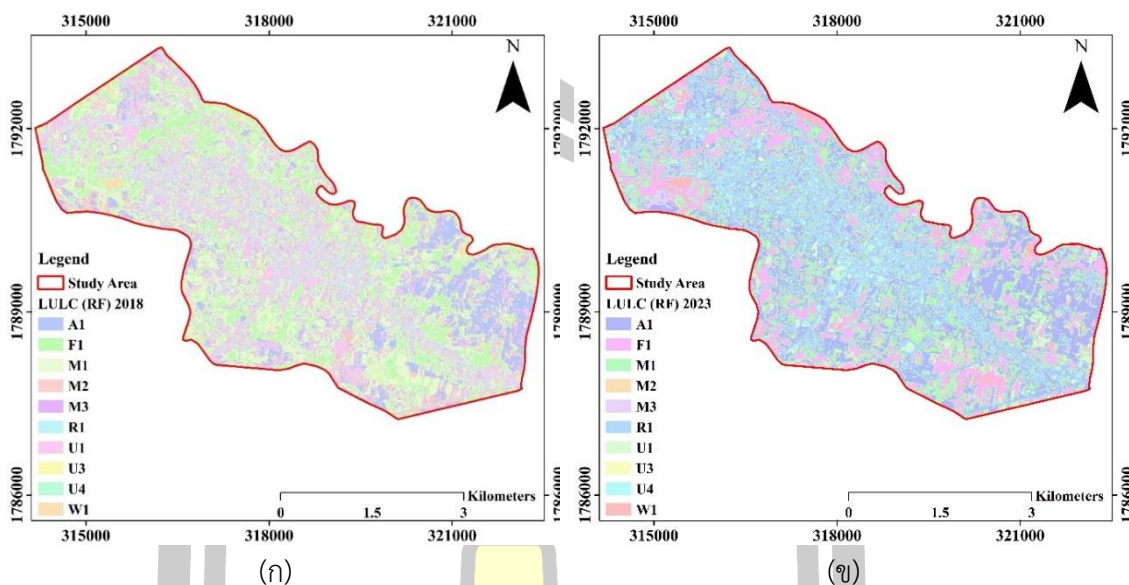 315000 318000 321000
N
1792000
1789000
1786000
Legend
Study Area
LULC (RF) 2018
A1
F1
M1
M2
M3
R1
U1
U3
U4
W1
Kilometers
0 1.5 3
315000 318000 321000
1792000
1789000
1786000
(ก)
315000 318000 321000
N
1792000
1789000
1786000
Legend
Study Area
LULC (RF) 2023
A1
F1
M1
M2
M3
R1
U1
U3
U4
W1
Kilometers
0 1.5 3
315000 318000 321000
1792000
1789000
1786000
(ข)